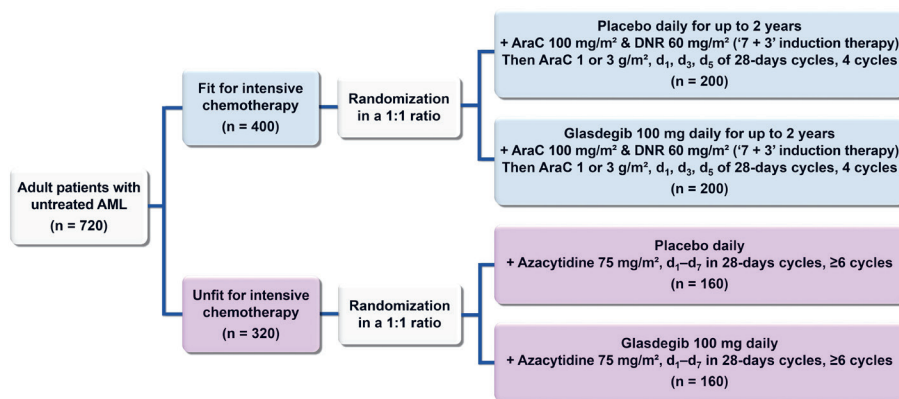 Adult patients with
untreated AML
(n = 720)
Fit for intensive
chemotherapy
(n = 400)
Randomization
in a 1:1 ratio
Placebo daily for up to 2 years
+ AraC 100 mg/m² & DNR 60 mg/m² (‘7 + 3’ induction therapy)
Then AraC 1 or 3 g/m², d₁, d₃, d₅ of 28-days cycles, 4 cycles
(n = 200)
Glasdegib 100 mg daily for up to 2 years
+ AraC 100 mg/m² & DNR 60 mg/m² (‘7 + 3’ induction therapy)
Then AraC 1 or 3 g/m², d₁, d₃, d₅ of 28-days cycles, 4 cycles
(n = 200)
Unfit for intensive
chemotherapy
(n = 320)
Randomization
in a 1:1 ratio
Placebo daily
+ Azacytidine 75 mg/m², d₁–d₇ in 28-days cycles, ≥6 cycles
(n = 160)
Glasdegib 100 mg daily
+ Azacytidine 75 mg/m², d₁–d₇ in 28-days cycles, ≥6 cycles
(n = 160)